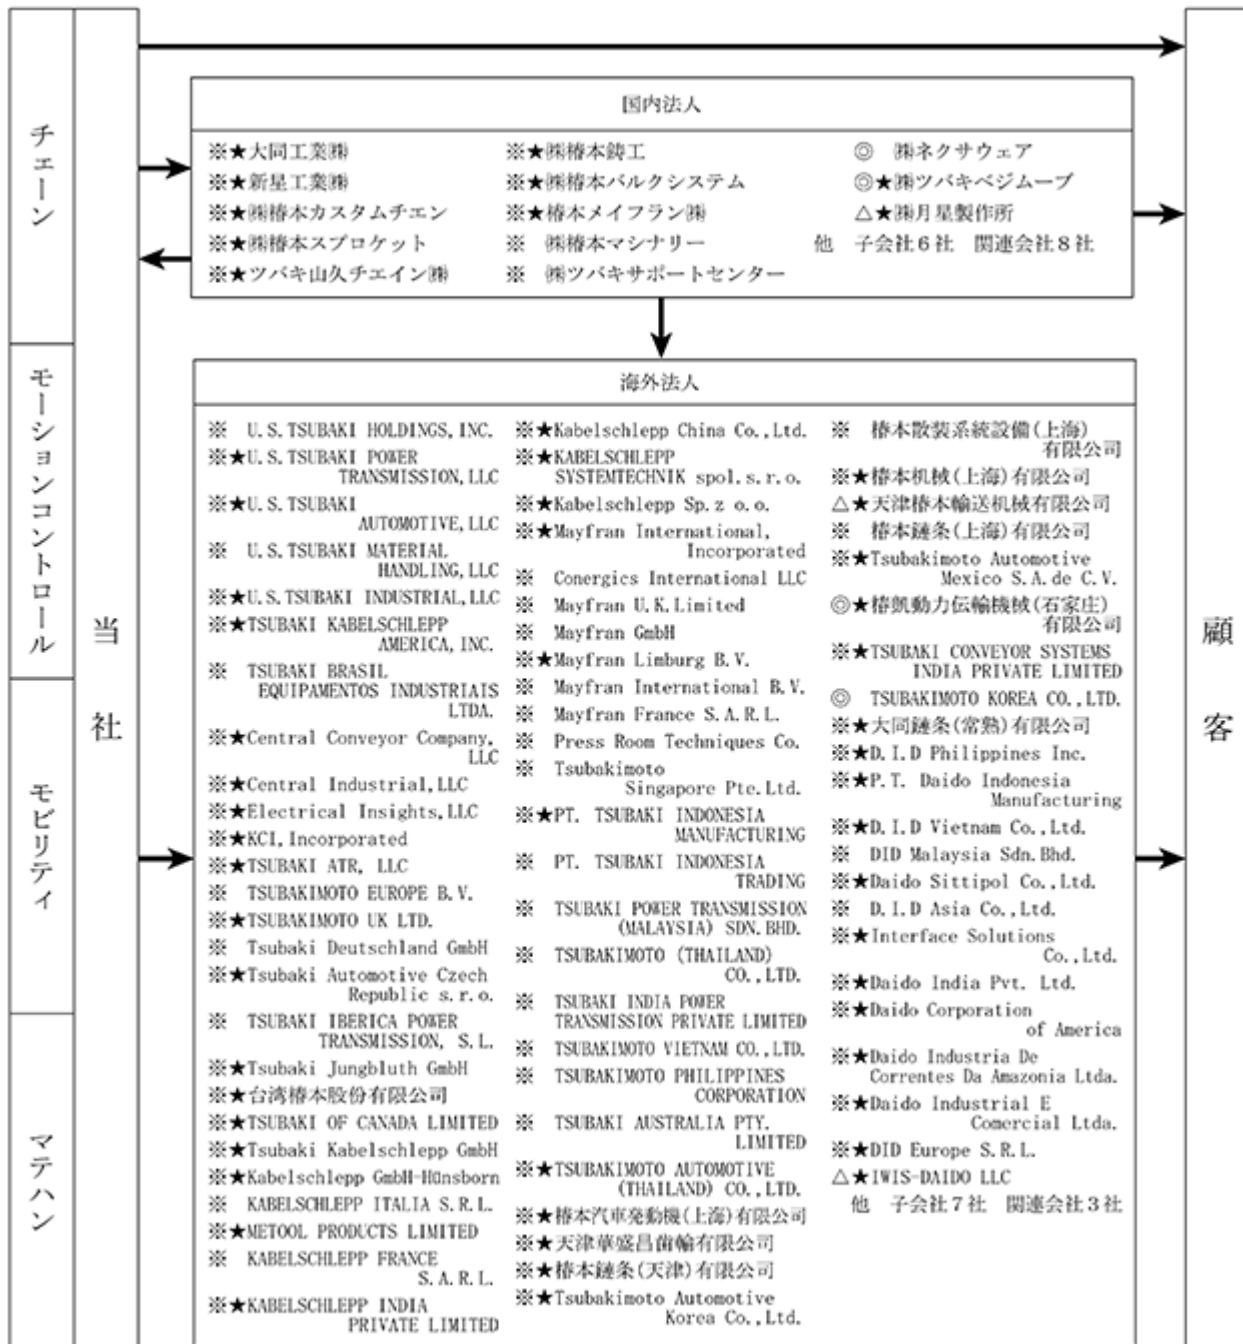 チェーン
モーションコントロール
モビリティ
マテハン
当社
国内法人
※★大同工業㈱
※★新星工業㈱
※★㈱椿本カスタムチエン
※★㈱椿本スプロケット
※★ツバキ山久チエイン㈱
※★㈱椿本鋳工
※★㈱椿本バルクシステム
※★椿本メイフラン㈱
※ ㈱椿本マシナリー
※ ㈱ツバキサポートセンター
◎ ㈱ネクサウェア
◎★㈱ツバキベジムーブ
△★㈱月星製作所
他 子会社6社 関連会社8社
海外法人
※ U.S.TSUBAKI HOLDINGS,INC.
※★U.S.TSUBAKI POWER
TRANSMISSION,LLC
※★U.S.TSUBAKI
AUTOMOTIVE,LLC
※ U.S.TSUBAKI MATERIAL
HANDLING,LLC
※★U.S.TSUBAKI INDUSTRIAL,LLC
※★TSUBAKI KABELSCHLEPP
AMERICA,INC.
※ TSUBAKI BRASIL
EQUIPAMENTOS INDUSTRIAIS
LTDA.
※★Central Conveyor Company,
LLC
※★Central Industrial,LLC
※★Electrical Insights,LLC
※★KCI,Incorporated
※★TSUBAKI ATR, LLC
※ TSUBAKIMOTO EUROPE B.V.
※★TSUBAKIMOTO UK LTD.
※ Tsubaki Deutschland GmbH
※★Tsubaki Automotive Czech
Republic s.r.o.
※ TSUBAKI IBERICA POWER
TRANSMISSION, S.L.
※★Tsubaki Jungbluth GmbH
※★台湾椿本股份有限公司
※★TSUBAKI OF CANADA LIMITED
※★Tsubaki Kabelschlepp GmbH
※★Kabelschlepp GmbH-Hünsborn
※ KABELSCHLEPP ITALIA S.R.L.
※★METOOL PRODUCTS LIMITED
※ KABELSCHLEPP FRANCE
S.A.R.L.
※★KABELSCHLEPP INDIA
PRIVATE LIMITED
※★Kabelschlepp China Co.,Ltd.
※★KABELSCHLEPP
SYSTEMTECHNIK spol.s.r.o.
※★Kabelschlepp Sp.z o.o.
※★Mayfran International,
Incorporated
※ Conergics International LLC
※ Mayfran U.K.Limited
※ Mayfran GmbH
※★Mayfran Limburg B.V.
※ Mayfran International B.V.
※ Mayfran France S.A.R.L.
※ Press Room Techniques Co.
※ Tsubakimoto
Singapore Pte.Ltd.
※★PT. TSUBAKI INDONESIA
MANUFACTURING
※ PT. TSUBAKI INDONESIA
TRADING
※ TSUBAKI POWER TRANSMISSION
(MALAYSIA) SDN.BHD.
※ TSUBAKIMOTO (THAILAND)
CO.,LTD.
※ TSUBAKI INDIA POWER
TRANSMISSION PRIVATE LIMITED
※ TSUBAKIMOTO VIETNAM CO.,LTD.
※ TSUBAKIMOTO PHILIPPINES
CORPORATION
※ TSUBAKI AUSTRALIA PTY.
LIMITED
※★TSUBAKIMOTO AUTOMOTIVE
(THAILAND) CO.,LTD.
※★椿本汽車発動機(上海)有限公司
※★天津華盛昌歯輪有限公司
※★椿本鏈条(天津)有限公司
※★Tsubakimoto Automotive
Korea Co.,Ltd.
※ 椿本散装系統設備(上海)
有限公司
※★椿本机械(上海)有限公司
△★天津椿本輸送机械有限公司
※ 椿本鏈条(上海)有限公司
※★Tsubakimoto Automotive
Mexico S.A.de C.V.
◎★椿凱動力伝輸機械(石家庄)
有限公司
※★TSUBAKI CONVEYOR SYSTEMS
INDIA PRIVATE LIMITED
◎ TSUBAKIMOTO KOREA CO.,LTD.
※★大同鏈条(常熟)有限公司
※★D.I.D Philippines Inc.
※★P.T. Daido Indonesia
Manufacturing
※★D.I.D Vietnam Co.,Ltd.
※ DID Malaysia Sdn.Bhd.
※★Daido Sittipol Co.,Ltd.
※ D.I.D Asia Co.,Ltd.
※★Interface Solutions
Co.,Ltd.
※★Daido India Pvt. Ltd.
※★Daido Corporation
of America
※★Daido Industria De
Correntes Da Amazonia Ltda.
※★Daido Industrial E
Comercial Ltda.
※★DID Europe S.R.L.
△★IWIS-DAIDO LLC
他 子会社7社 関連会社3社
顧客